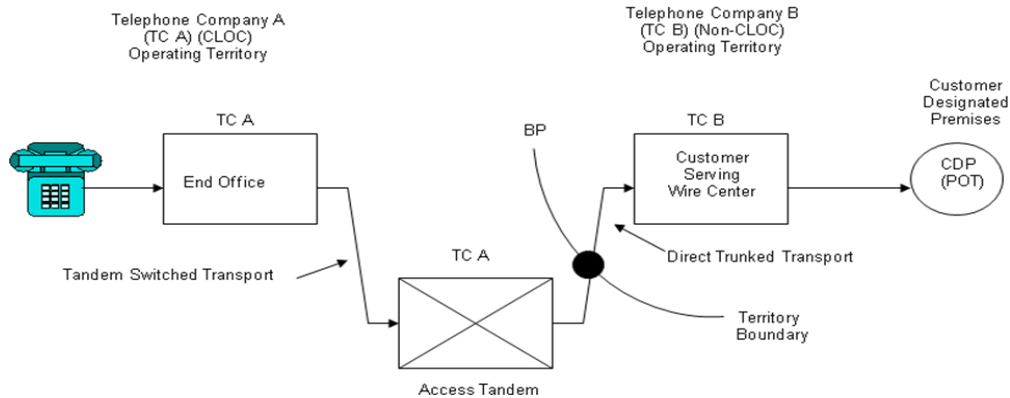 Telephone Company A
(TC A) (CLOC)
Operating Territory
Telephone Company B
(TC B) (Non-CLOC)
Operating Territory
Customer
Designated
Premises
TC A
End Office
BP
TC B
Customer
Serving
Wire Center
CDP
(POT)
Tandem Switched Transport
TC A
Direct Trunked Transport
Territory
Boundary
Access Tandem